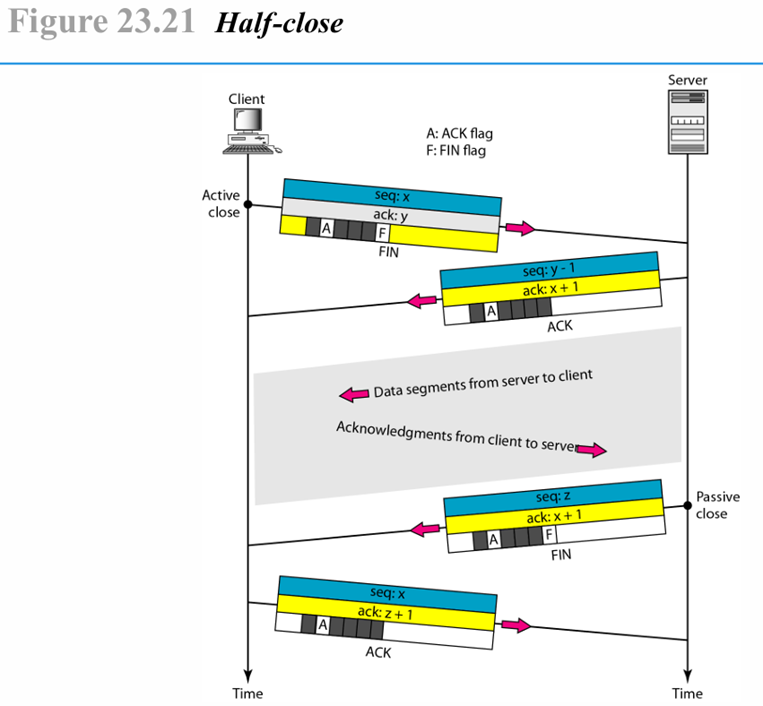 Figure 23.21 Half-close
Server
Client
A: ACK flag
F: FIN flag
Active
close
seq: x
ack: y
A F
FIN
seq: y - 1
ack: x + 1
A
ACK
Data segments from server to client
Acknowledgments from client to server
Passive
close
seq: z
ack: x + 1
A F
FIN
seq: x
ack: z + 1
A
ACK
Time Time